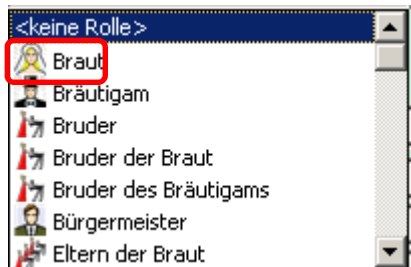 <keine Rolle>
Braut
Bräutigam
Bruder
Bruder der Braut
Bruder des Bräutigams
Bürgermeister
Eltern der Braut